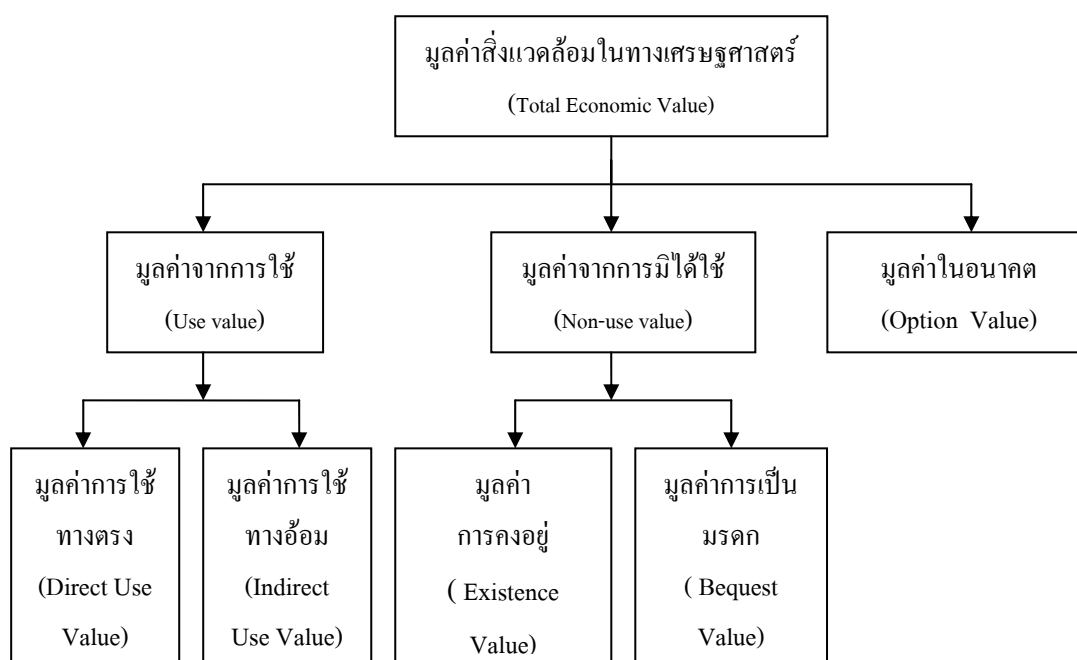 มูลค่าสิ่งแวดล้อมในทางเศรษฐศาสตร์
(Total Economic Value)
มูลค่าจากการใช้
(Use value)
มูลค่าจากการมิได้ใช้
(Non-use value)
มูลค่าในอนาคต
(Option Value)
มูลค่าการใช้
ทางตรง
(Direct Use
Value)
มูลค่าการใช้
ทางอ้อม
(Indirect
Use Value)
มูลค่า
การคงอยู่
( Existence
Value)
มูลค่าการเป็น
มรดก
( Bequest
Value)